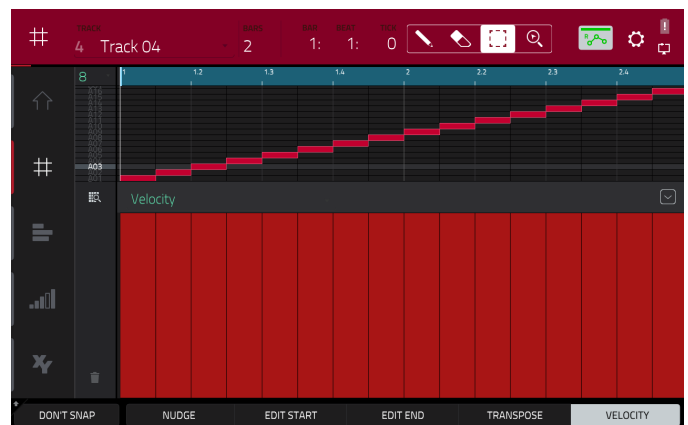 TRACK
4 Track 04
BARS
2
BAR BEAT TICK
1: 1: 0
8
1 1.2 1.3 1.4 2 2.2 2.3 2.4
A03
Velocity
XY
DON'T SNAP NUDGE EDIT START EDIT END TRANSPOSE VELOCITY